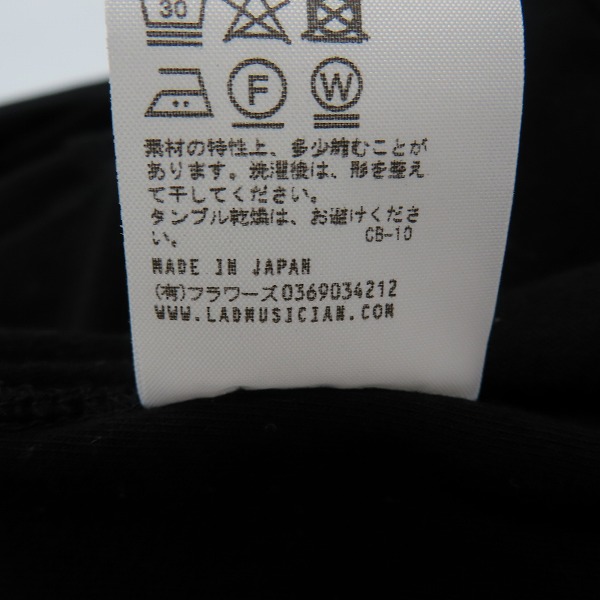 30
F W
素材の特性上、多少縮むことが
あります。洗濯後は、形を整え
て干してください。
タンブル乾燥は、お避けくださ
い。 CB-10
MADE IN JAPAN
(有)フラワーズ0369034212
WWW.LADMUSICIAN.COM